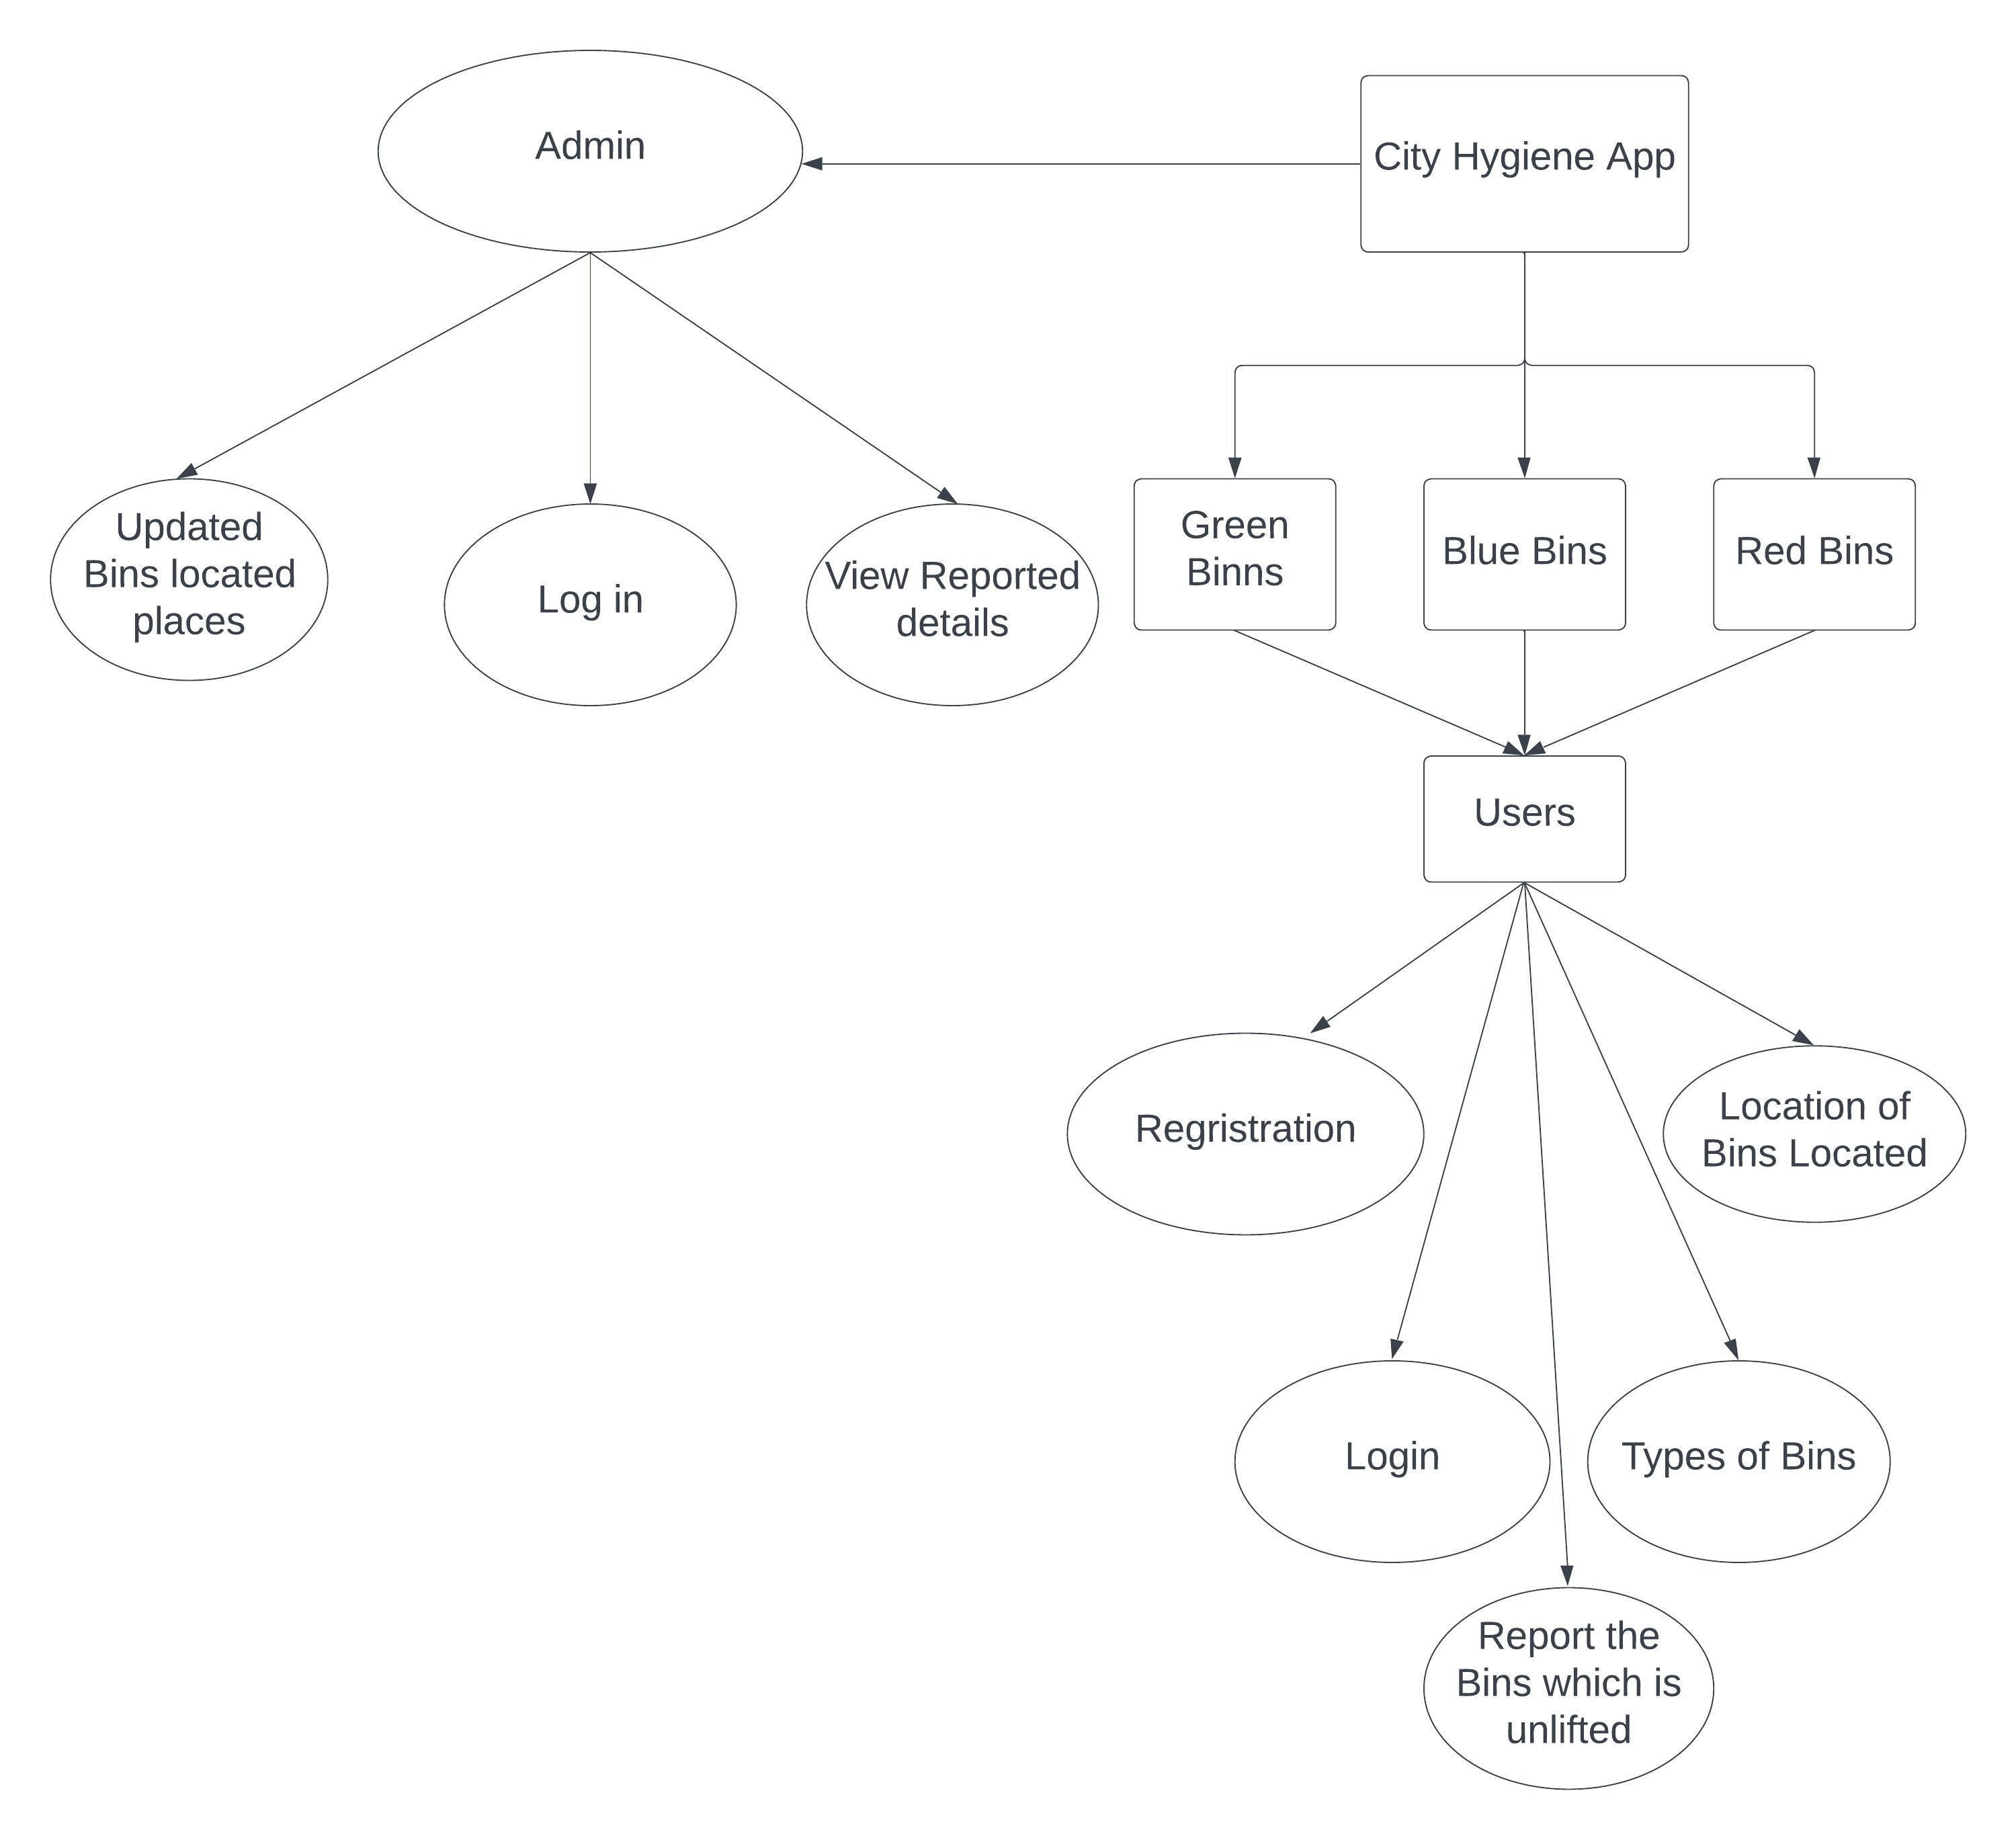 Admin
City Hygiene App
Updated
Bins located
places
Log in
View Reported
details
Green
Binns
Blue Bins
Red Bins
Users
Regristration
Location of
Bins Located
Login
Types of Bins
Report the
Bins which is
unlifted